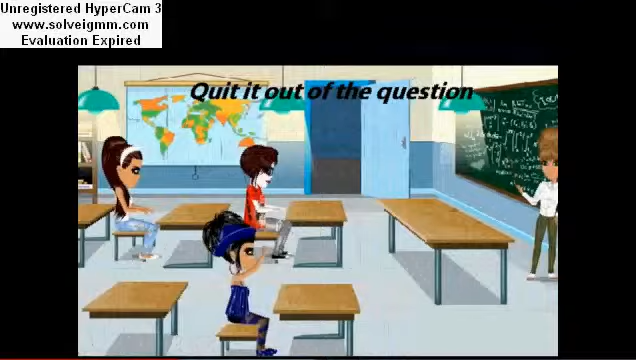 Unregistered HyperCam 3
www.solveigmm.com
Evaluation Expired
Quit it out of the question